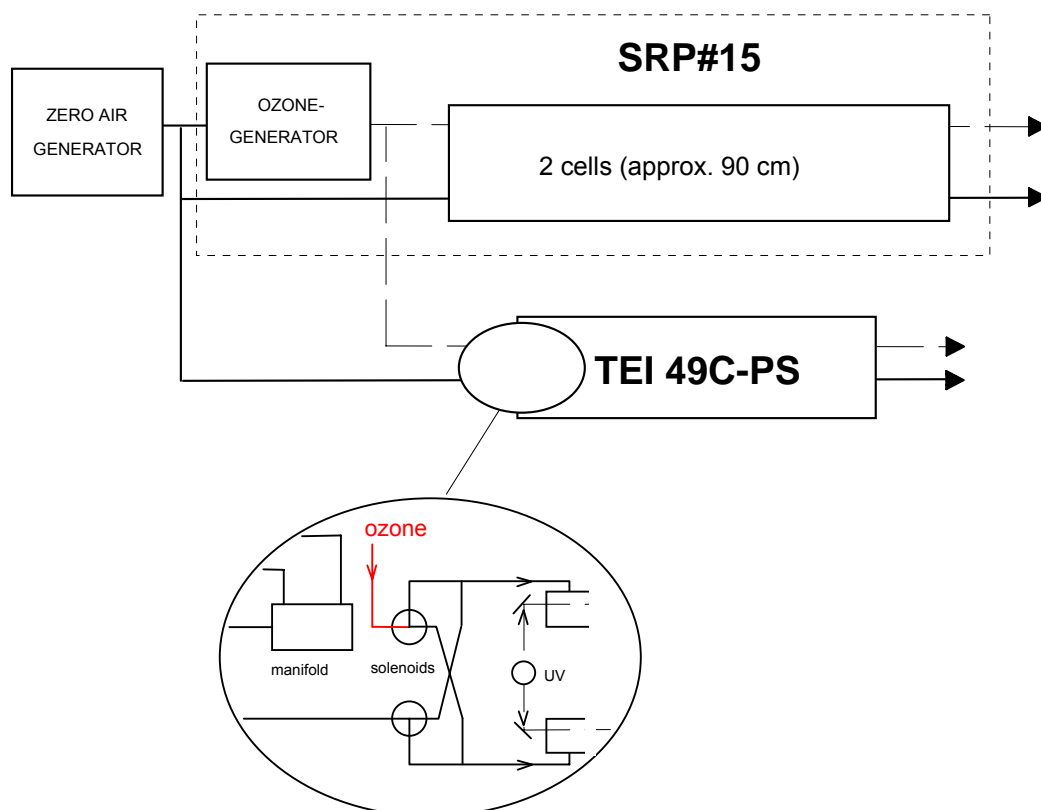 SRP#15
ZERO AIR
GENERATOR
OZONE-
GENERATOR
2 cells (approx. 90 cm)
TEI 49C-PS
ozone
manifold
solenoids
UV